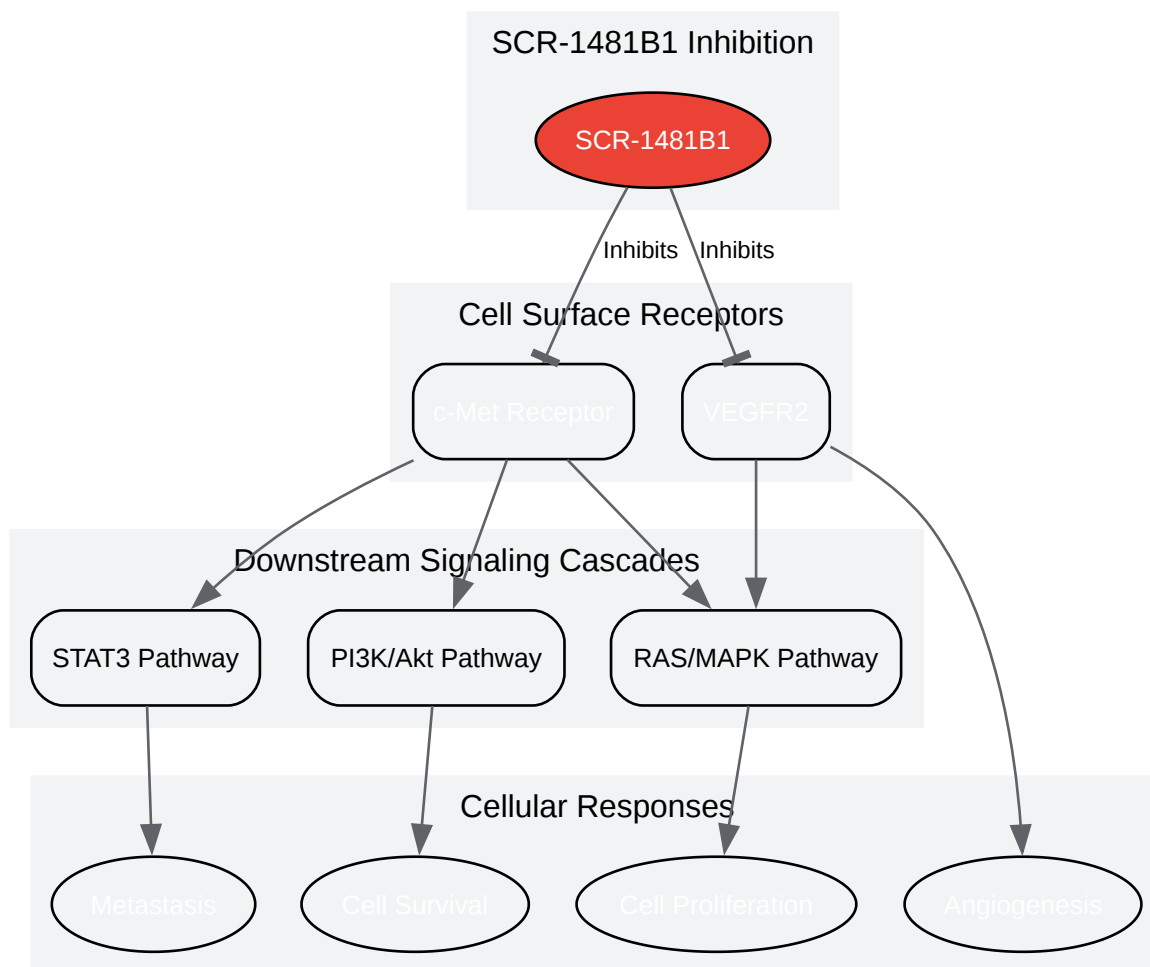 SCR-1481B1 Inhibition
SCR-1481B1
Inhibits
Inhibits
Cell Surface Receptors
c-Met Receptor
VEGFR2
Downstream Signaling Cascades
STAT3 Pathway
PI3K/Akt Pathway
RAS/MAPK Pathway
Cellular Responses
Metastasis
Cell Survival
Cell Proliferation
Angiogenesis